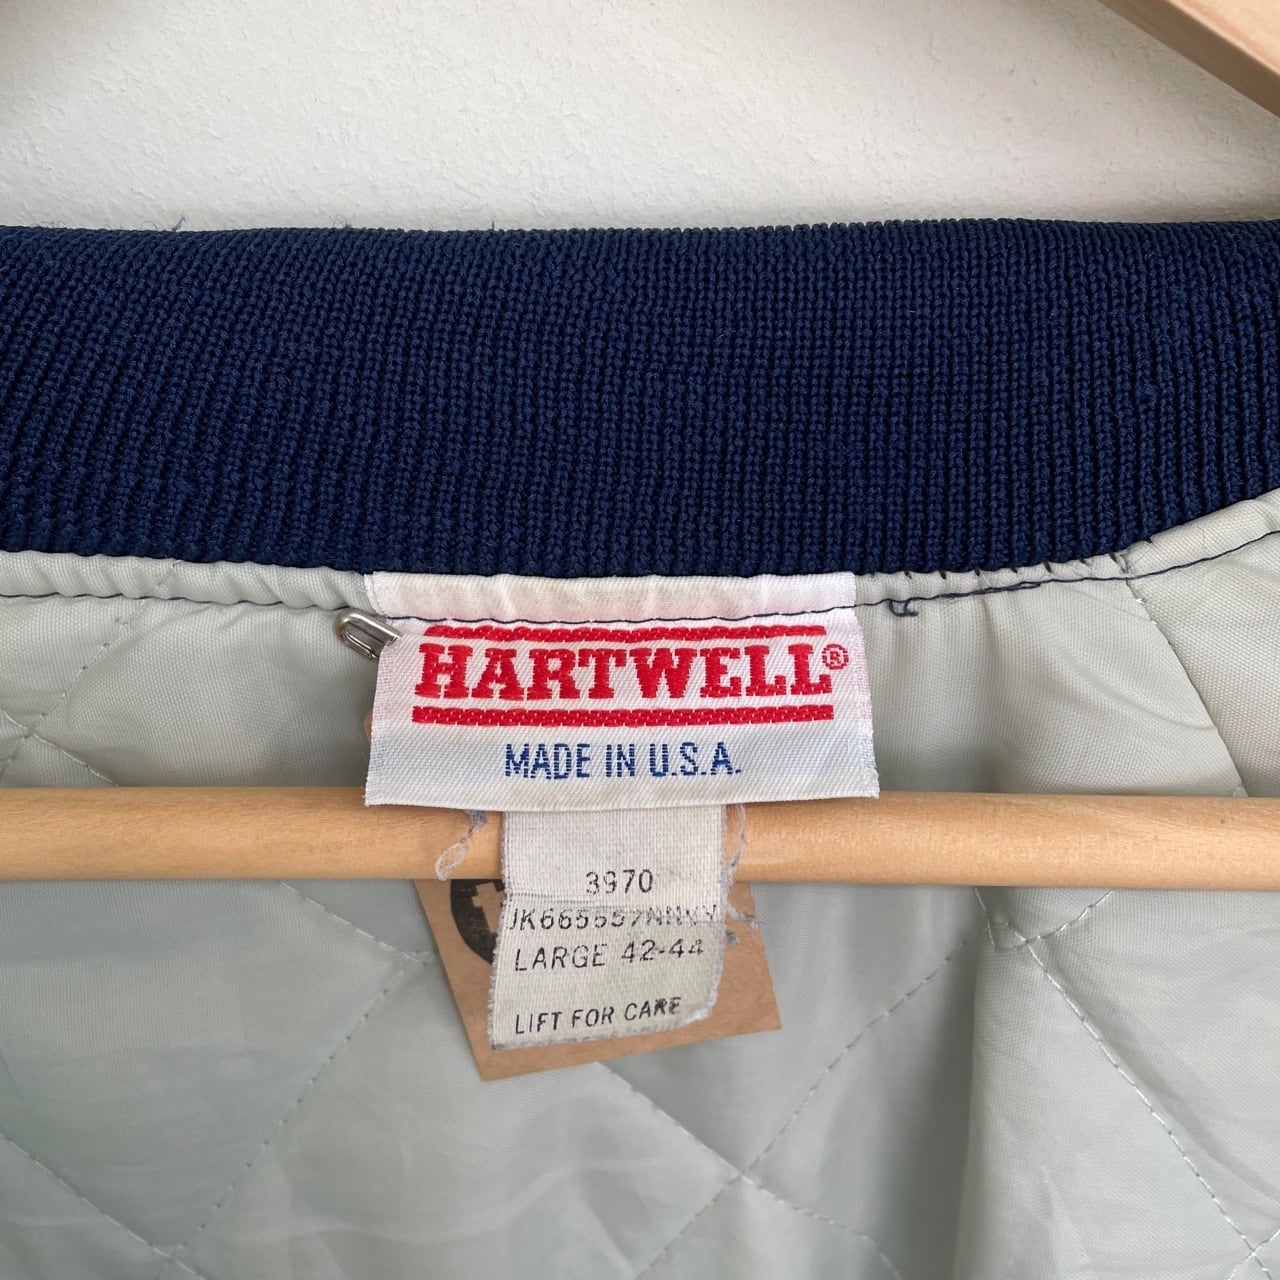 HARTWELL®
MADE IN U.S.A.
3970
LARGE 42-44
LIFT FOR CARE